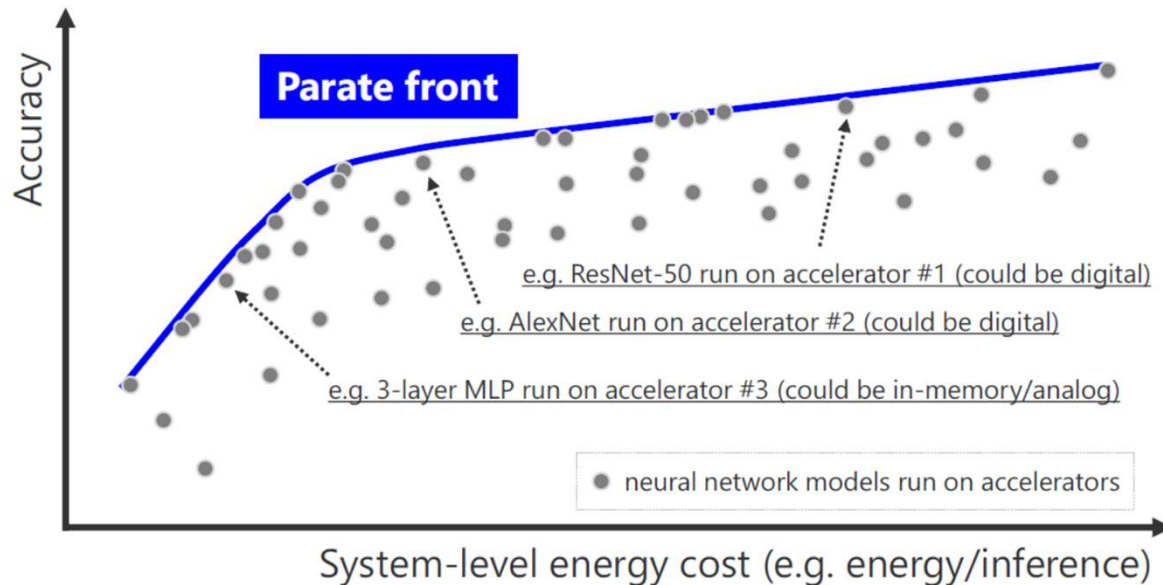 Accuracy
Parate front
e.g. ResNet-50 run on accelerator #1 (could be digital)
e.g. AlexNet run on accelerator #2 (could be digital)
e.g. 3-layer MLP run on accelerator #3 (could be in-memory/analog)
neural network models run on accelerators
System-level energy cost (e.g. energy/inference)